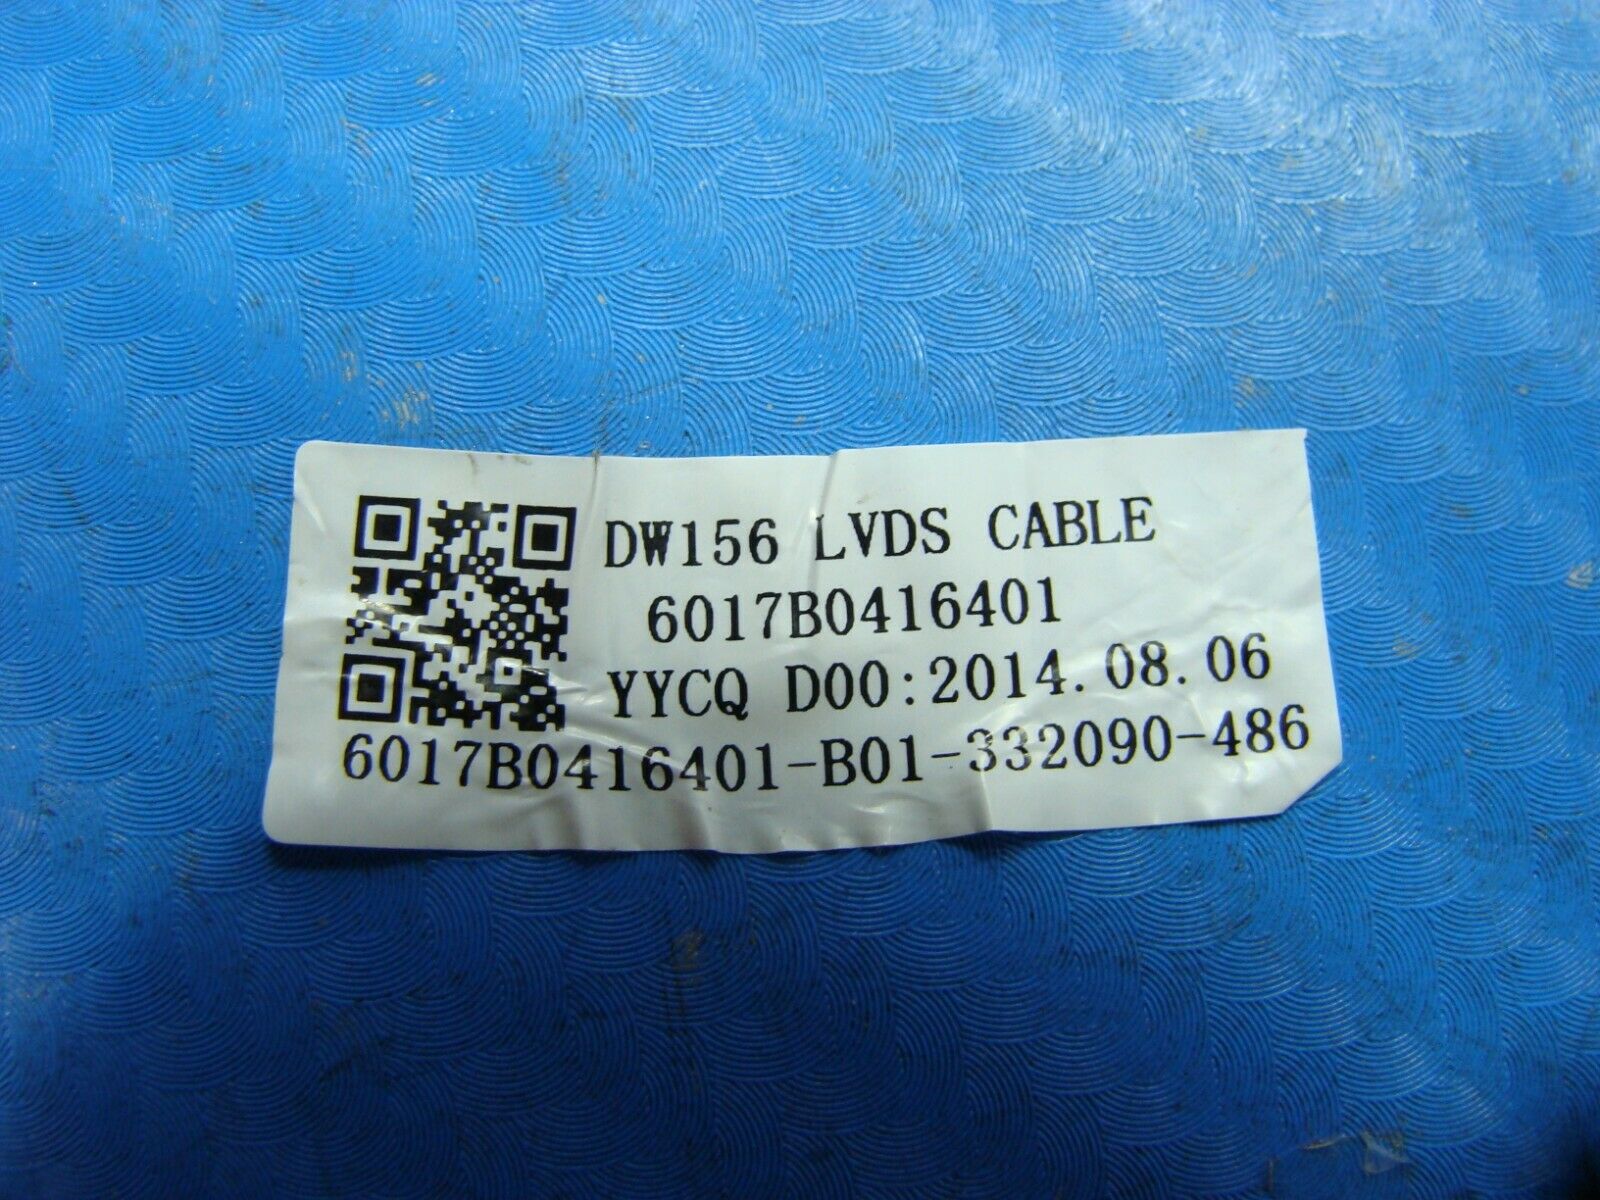 DW156 LVDS CABLE
6017B0416401
YYCQ D00:2014.08.06
6017B0416401-B01-332090-486